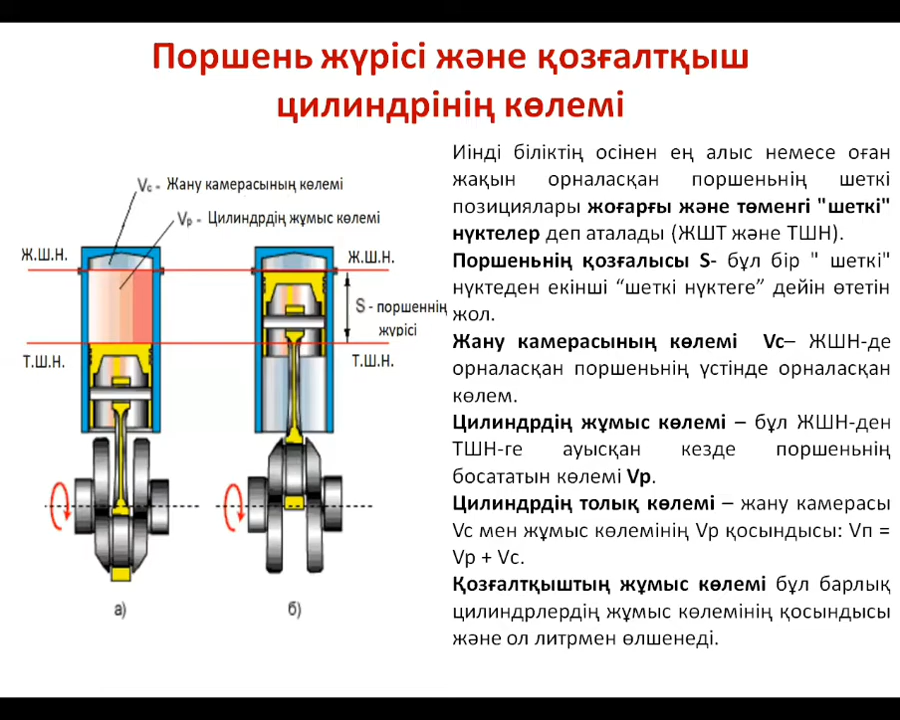 Поршень жүрісі және қозғалтқыш
цилиндрінің көлемі
Vc - Жану камерасының көлемі
Vр - Цилиндрдің жұмыс көлемі
Ж.Ш.Н.
Ж.Ш.Н.
S - поршеннің
жүрісі
Т.Ш.Н.
Т.Ш.Н.
а)
б)
Иінді біліктің осінен ең алыс немесе оған
жақын орналасқан поршеньнің шеткі
позициялары жоғарғы және төменгі "шеткі"
нүктелер деп аталады (ЖШТ және ТШН).
Поршеньнің қозғалысы S- бұл бір " шеткі"
нүктеден екінші “шеткі нүктеге” дейін өтетін
жол.
Жану камерасының көлемі Vc– ЖШН-де
орналасқан поршеньнің үстінде орналасқан
көлем.
Цилиндрдің жұмыс көлемі – бұл ЖШН-ден
ТШН-ге ауысқан кезде поршеньнің
босататын көлемі Vр.
Цилиндрдің толық көлемі – жану камерасы
Vc мен жұмыс көлемінің Vр қосындысы: Vп =
Vр + Vc.
Қозғалтқыштың жұмыс көлемі бұл барлық
цилиндрлердің жұмыс көлемінің қосындысы
және ол литрмен өлшенеді.